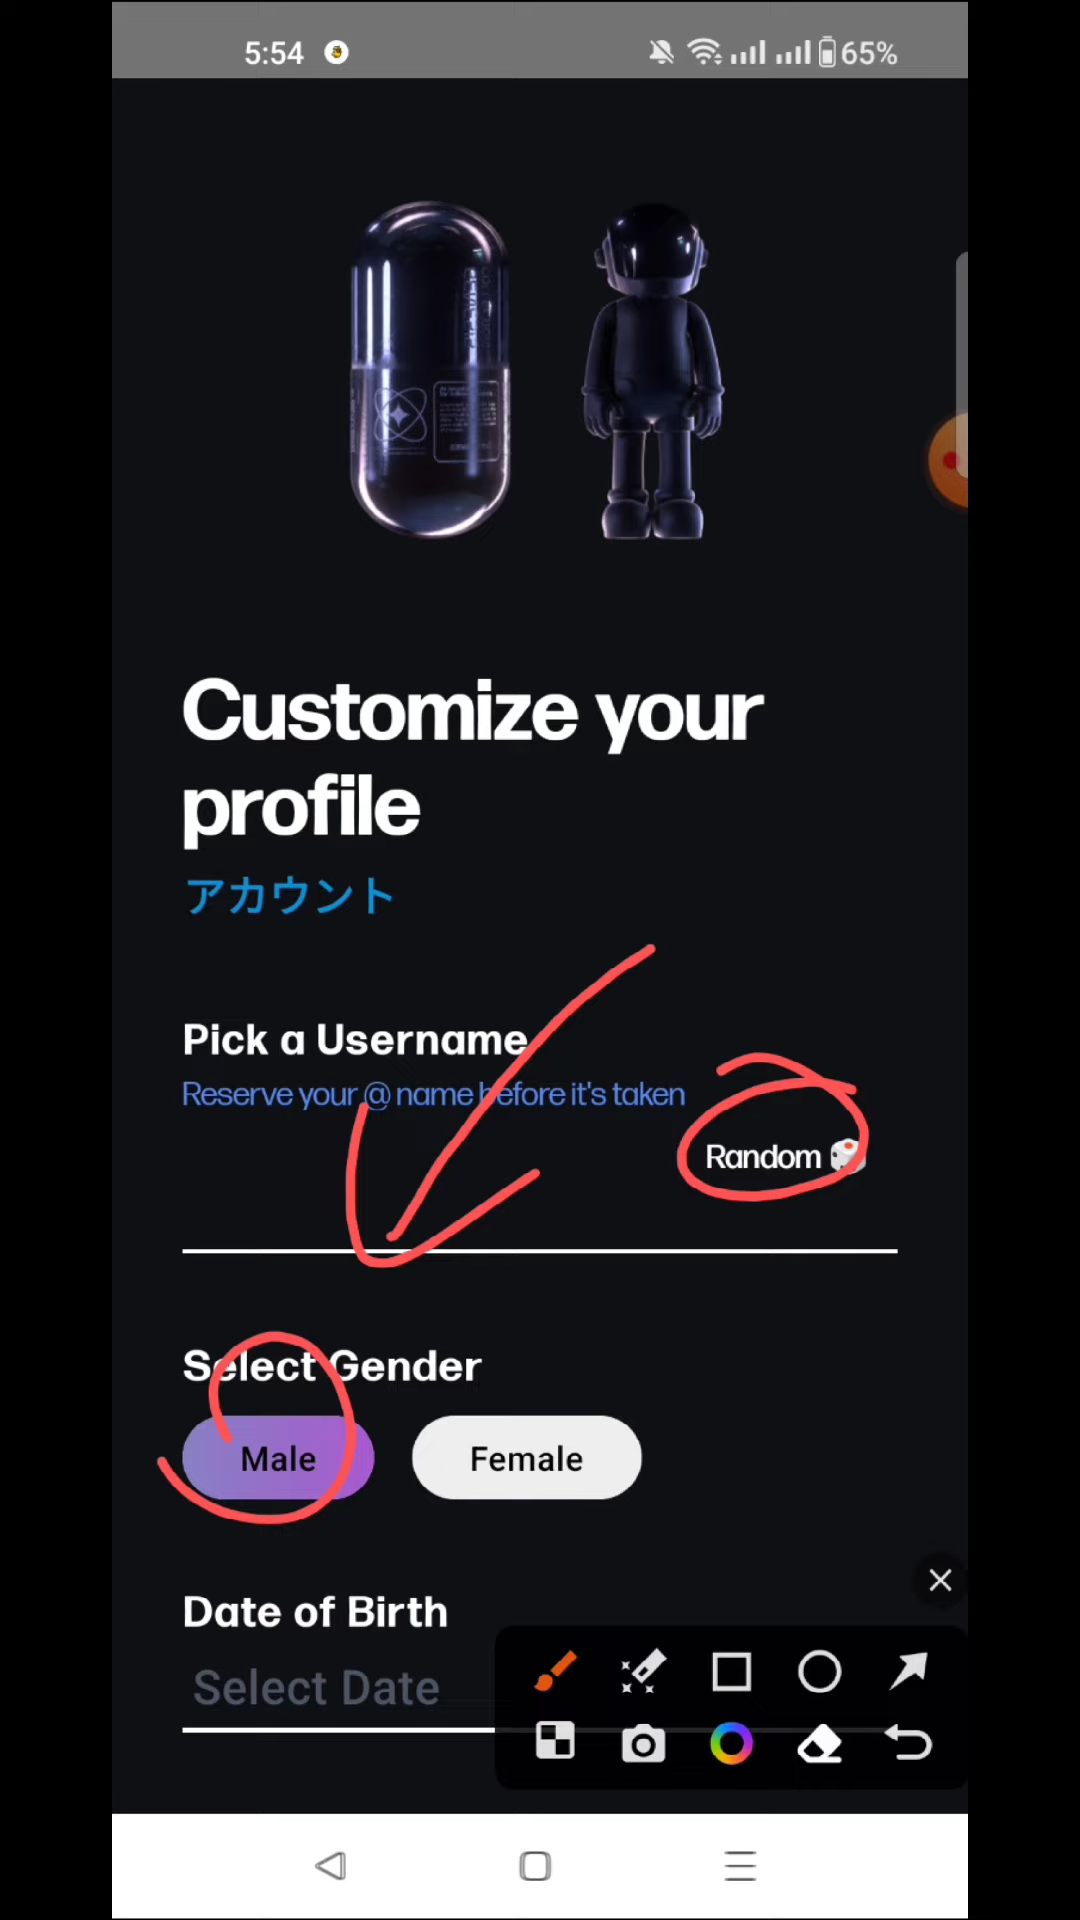 5:54
65%
Customize your
profile
アカウント
Pick a Username
Reserve your @ name before it's taken
Random
Select Gender
Male
Female
Date of Birth
Select Date